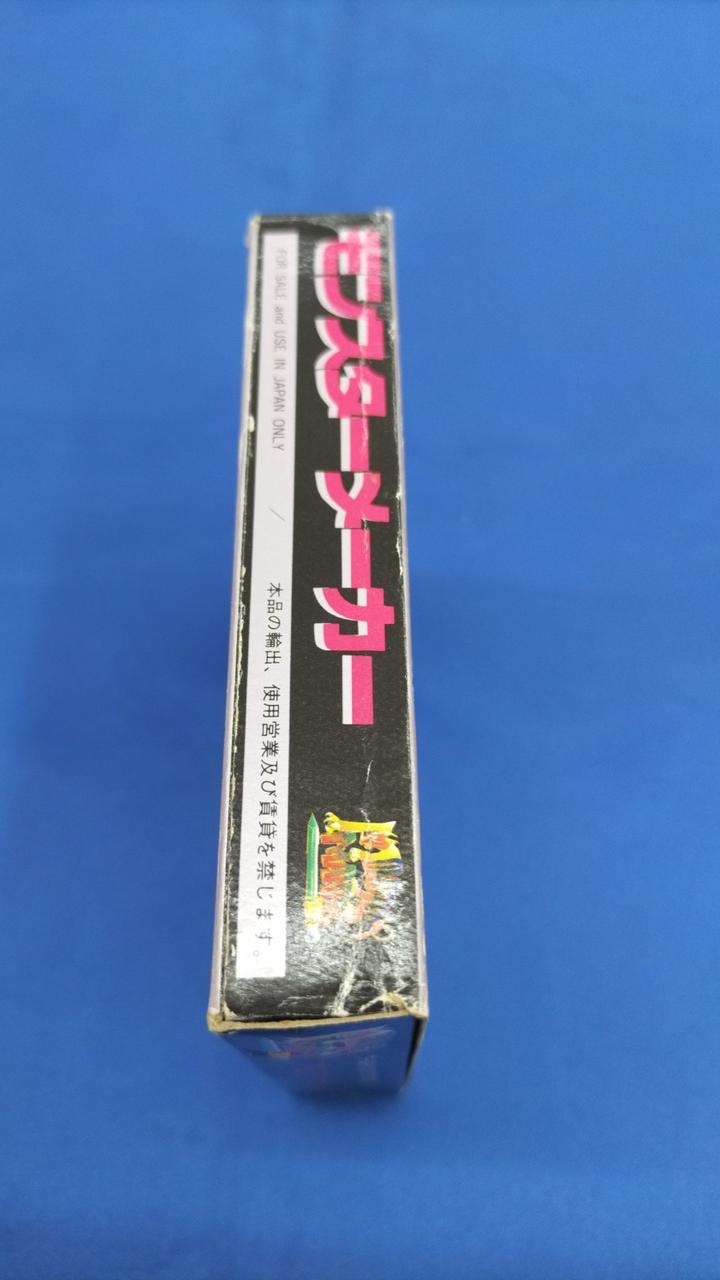 モンスターメーカー
FOR SALE and USE IN JAPAN ONLY / 本品の輸出、使用営業及び賃貸を禁じます。